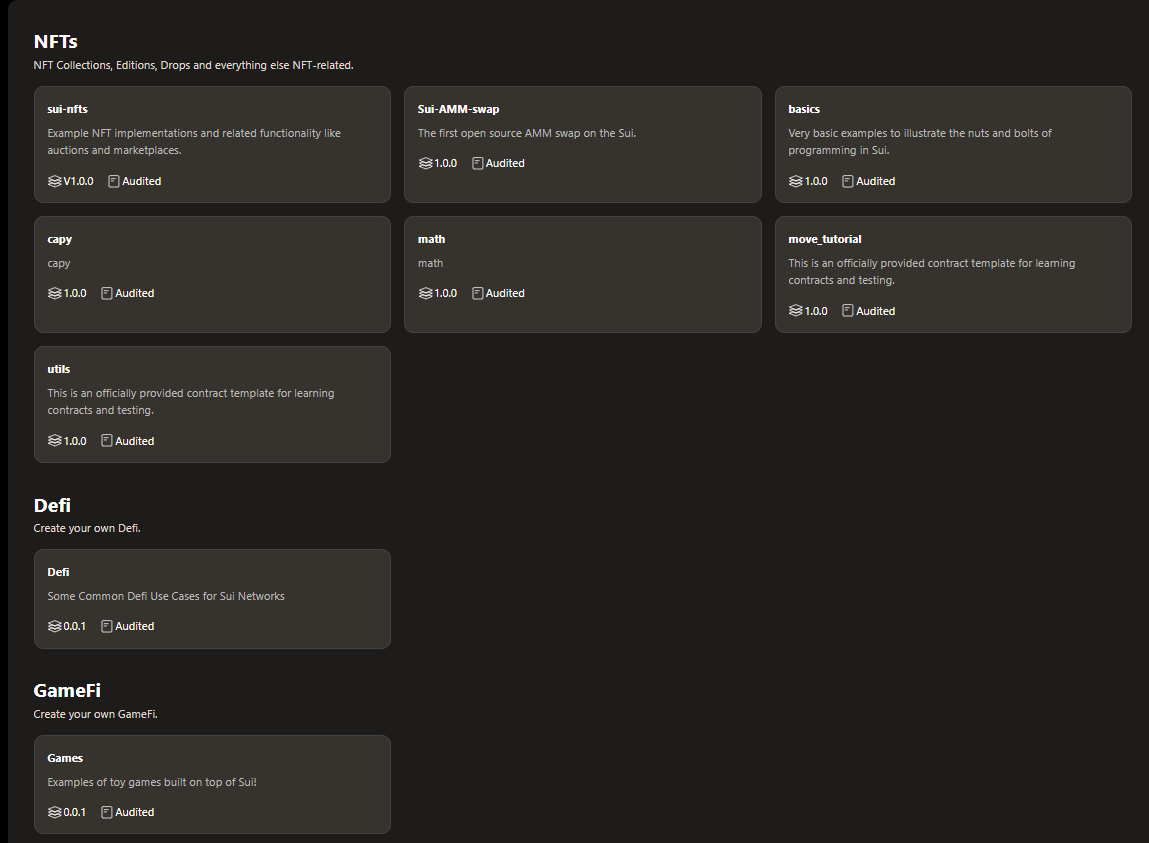 NFTs
NFT Collections, Editions, Drops and everything else NFT-related.
sui-nfts
Example NFT implementations and related functionality like
auctions and marketplaces.
V1.0.0 Audited
Sui-AMM-swap
The first open source AMM swap on the Sui.
1.0.0 Audited
basics
Very basic examples to illustrate the nuts and bolts of
programming in Sui.
1.0.0 Audited
capy
capy
1.0.0 Audited
math
math
1.0.0 Audited
move_tutorial
This is an officially provided contract template for learning
contracts and testing.
1.0.0 Audited
utils
This is an officially provided contract template for learning
contracts and testing.
1.0.0 Audited
Defi
Create your own Defi.
Defi
Some Common Defi Use Cases for Sui Networks
0.0.1 Audited
GameFi
Create your own GameFi.
Games
Examples of toy games built on top of Sui!
0.0.1 Audited